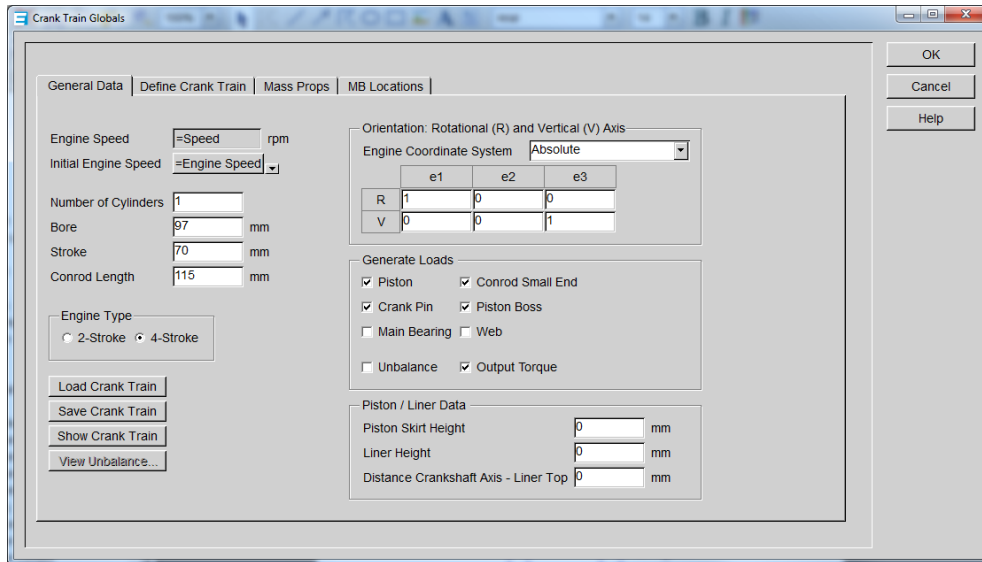 Crank Train Globals
General Data Define Crank Train Mass Props MB Locations
Engine Speed =Speed rpm
Initial Engine Speed =Engine Speed
Number of Cylinders 1
Bore 97 mm
Stroke 70 mm
Conrod Length 115 mm
Engine Type
2-Stroke 4-Stroke
Load Crank Train
Save Crank Train
Show Crank Train
View Unbalance...
Orientation: Rotational (R) and Vertical (V) Axis
Engine Coordinate System Absolute
e1 e2 e3
R 1 0 0
V 0 0 1
Generate Loads
Piston Conrod Small End
Crank Pin Piston Boss
Main Bearing Web
Unbalance Output Torque
Piston / Liner Data
Piston Skirt Height 0 mm
Liner Height 0 mm
Distance Crankshaft Axis - Liner Top 0 mm
OK
Cancel
Help